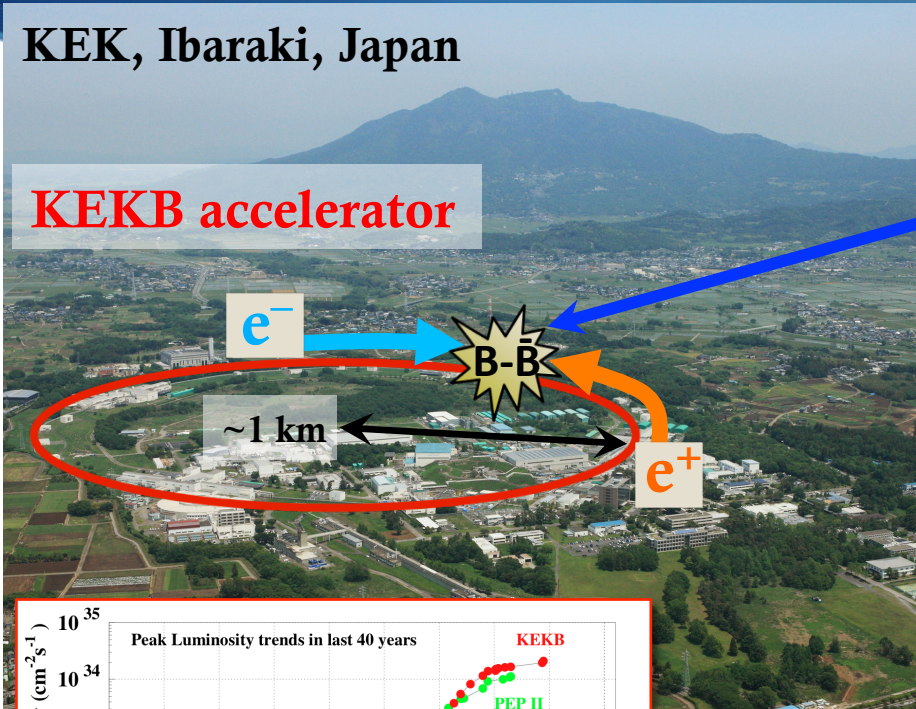 KEK, Ibaraki, Japan
KEKB accelerator
e⁻
B-B̄
~1 km
e⁺
10³⁵
Peak Luminosity trends in last 40 years
KEKB
(cm⁻²s⁻¹)
10³⁴
PEP II